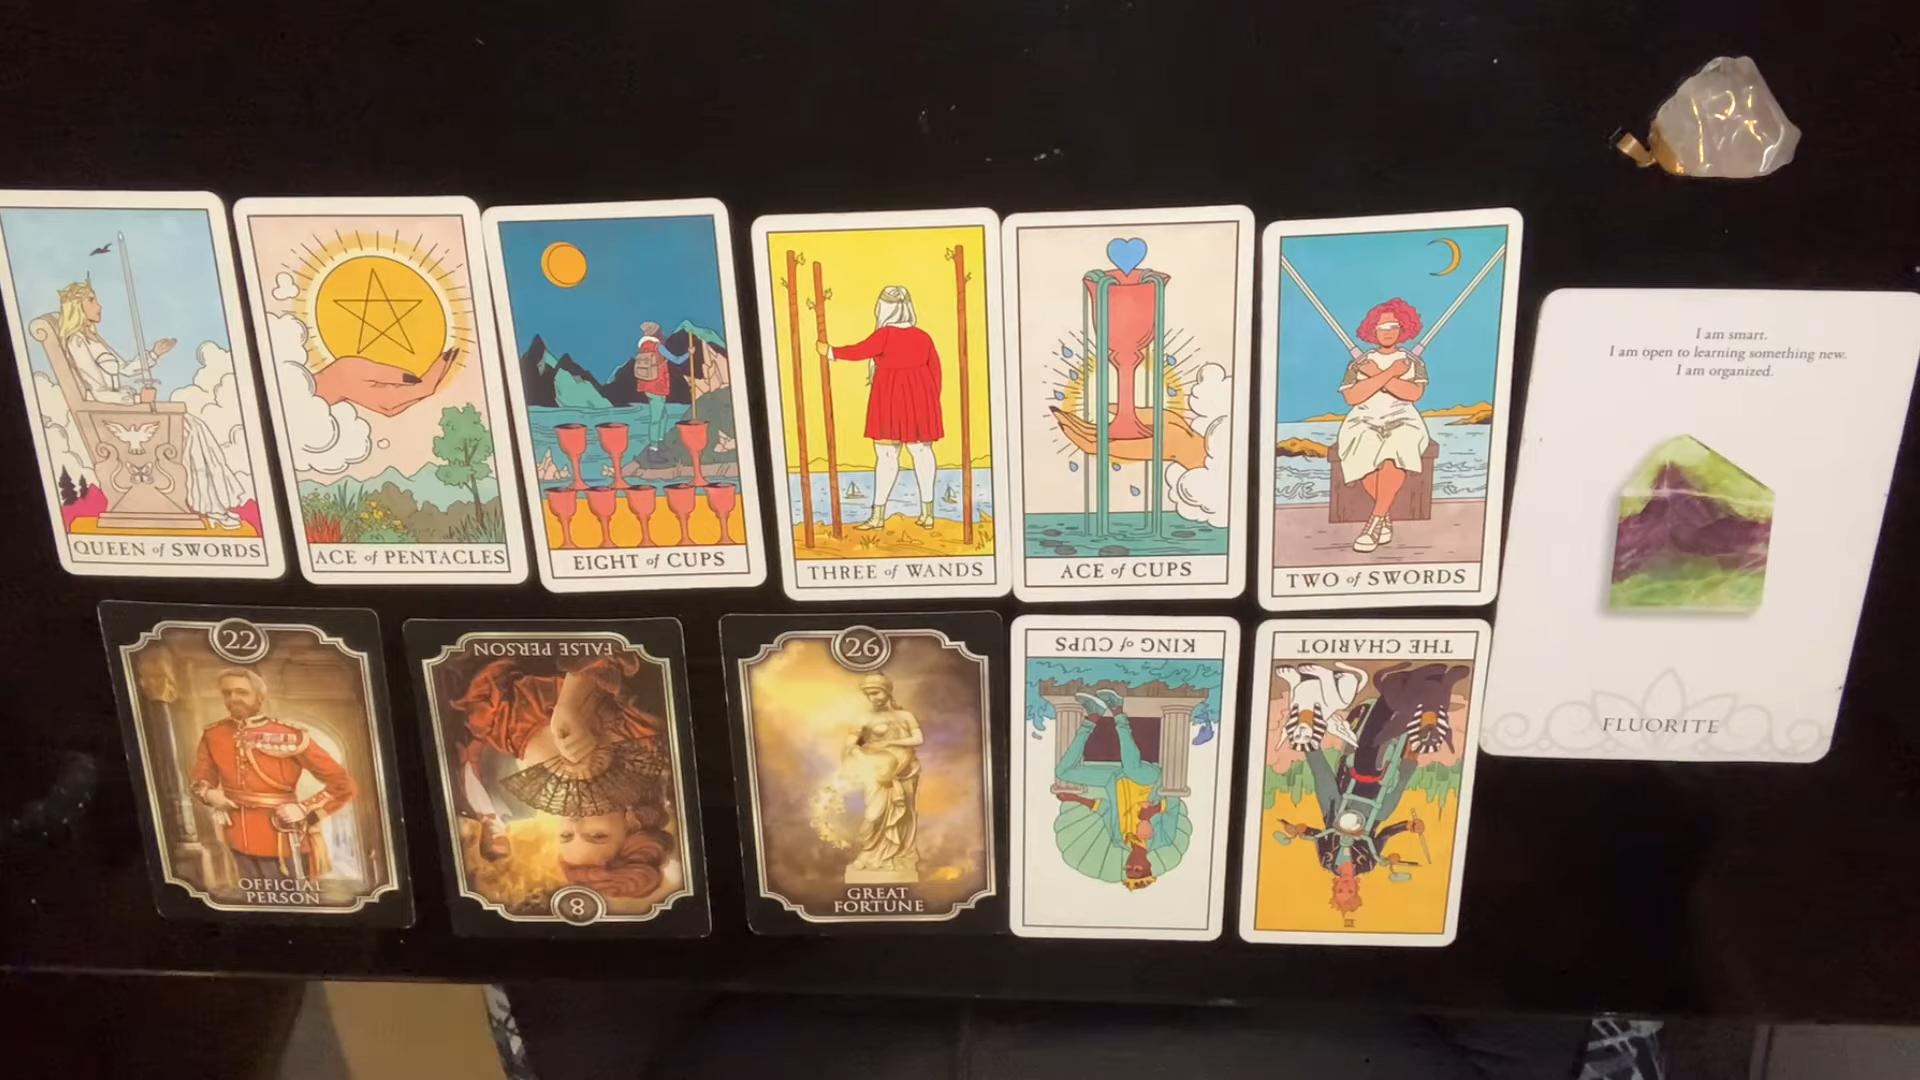 QUEEN of SWORDS
ACE of PENTACLES
EIGHT of CUPS
THREE of WANDS
ACE of CUPS
TWO of SWORDS
I am smart.
I am open to learning something new.
I am organized.
FLUORITE
22
OFFICIAL
PERSON
FALSE PERSON
8
26
GREAT
FORTUNE
KING of CUPS
THE CHARIOT